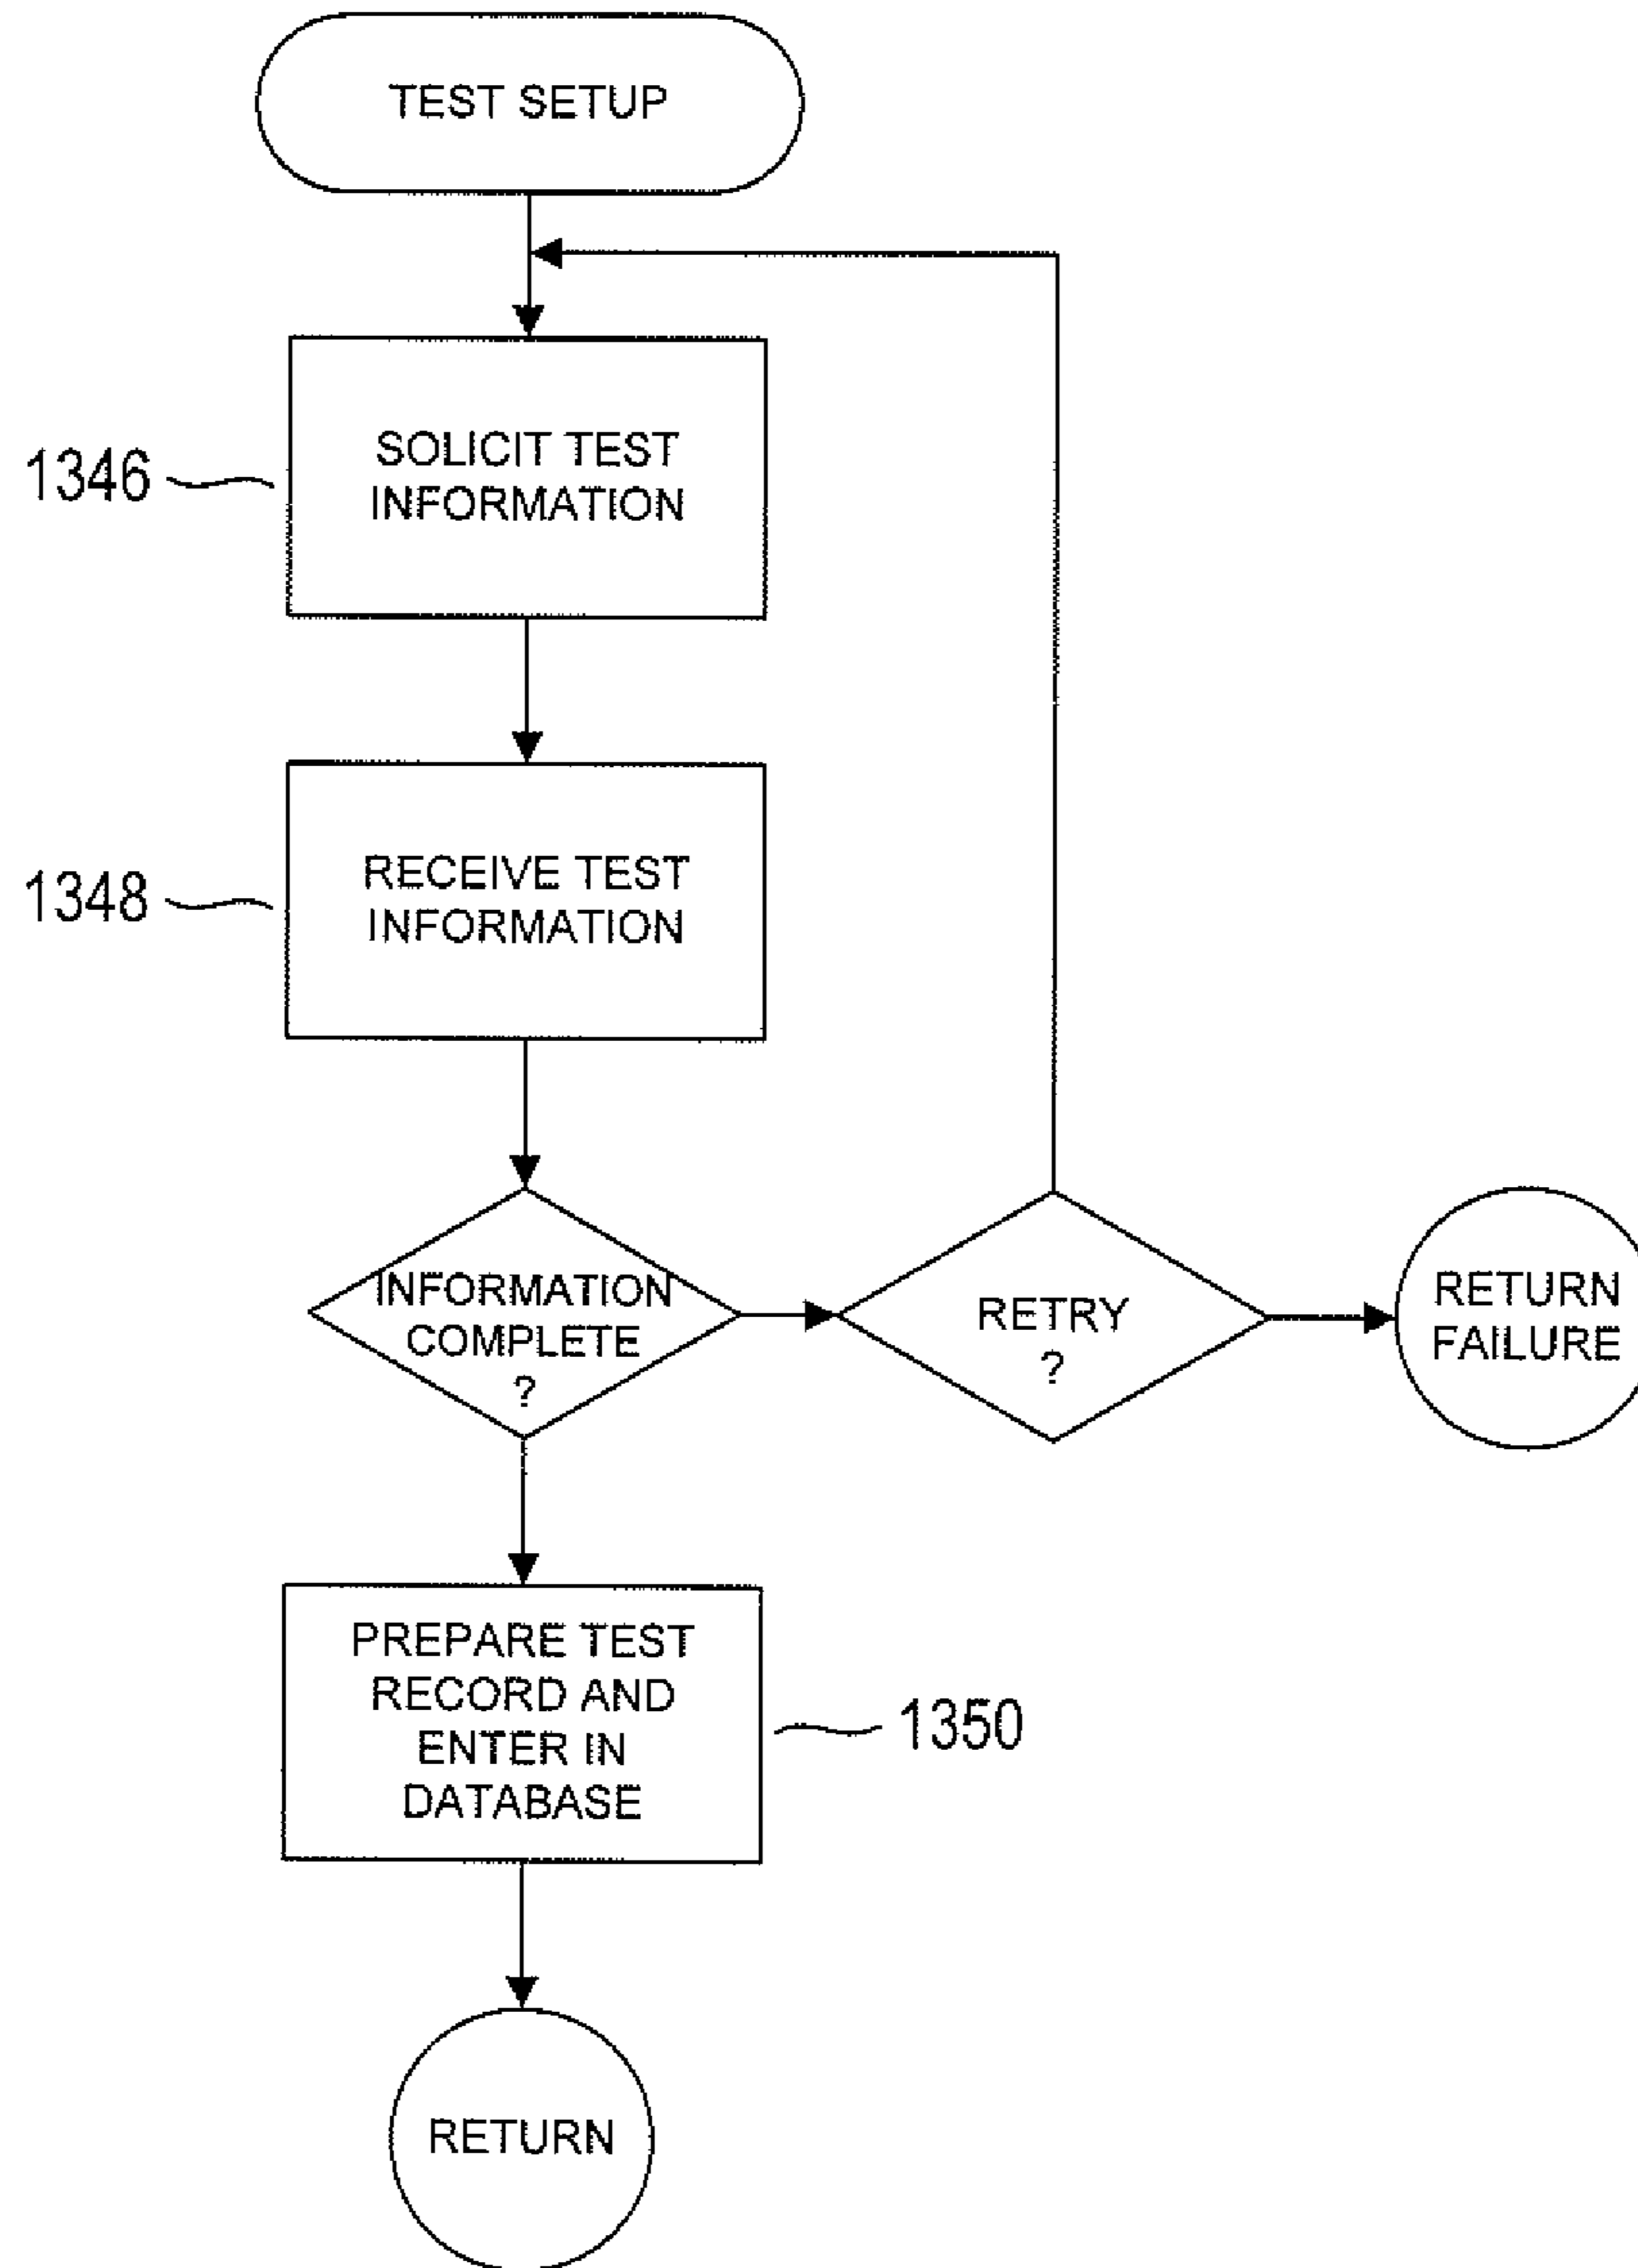 TEST SETUP
1346
SOLICIT TEST
INFORMATION
1348
RECEIVE TEST
INFORMATION
INFORMATION
COMPLETE
?
RETRY
?
RETURN
FAILURE
PREPARE TEST
RECORD AND
ENTER IN
DATABASE
1350
RETURN